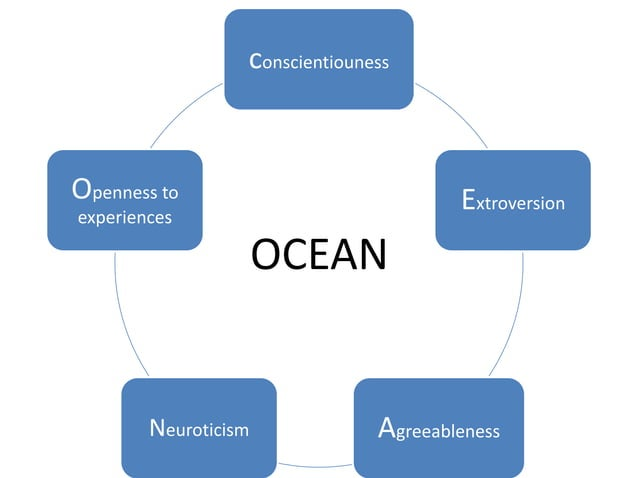 Conscientiouness
Openness to
experiences
Extroversion
OCEAN
Neuroticism
Agreeableness